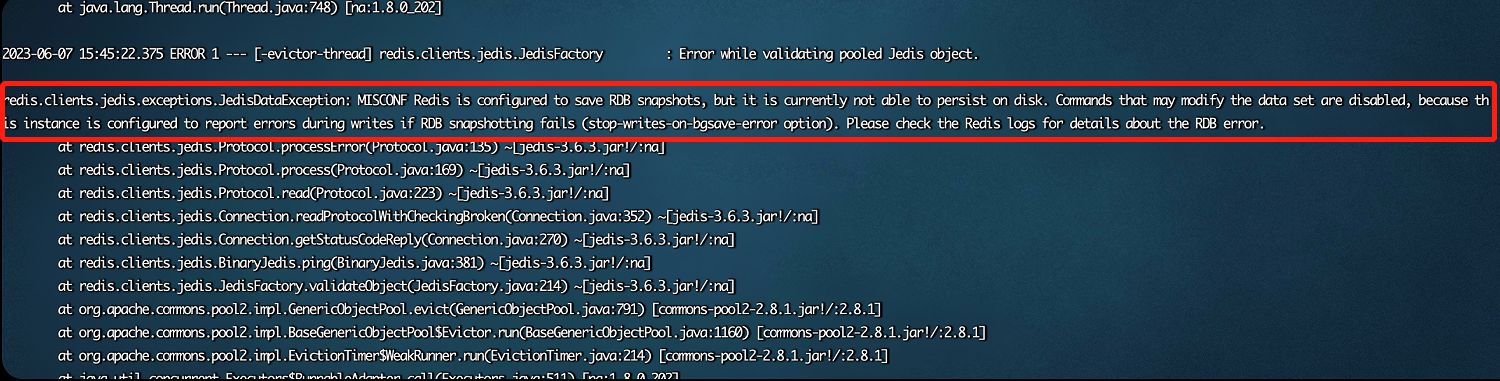 at java.lang.Thread.run(Thread.java:748) [na:1.8.0_202]
2023-06-07 15:45:22.375 ERROR 1 --- [-evictor-thread] redis.clients.jedis.JedisFactory : Error while validating pooled Jedis object.
redis.clients.jedis.exceptions.JedisDataException: MISCONF Redis is configured to save RDB snapshots, but it is currently not able to persist on disk. Commands that may modify the data set are disabled, because th
is instance is configured to report errors during writes if RDB snapshotting fails (stop-writes-on-bgsave-error option). Please check the Redis logs for details about the RDB error.
at redis.clients.jedis.Protocol.processError(Protocol.java:135) ~[jedis-3.6.3.jar!/:na]
at redis.clients.jedis.Protocol.process(Protocol.java:169) ~[jedis-3.6.3.jar!/:na]
at redis.clients.jedis.Protocol.read(Protocol.java:223) ~[jedis-3.6.3.jar!/:na]
at redis.clients.jedis.Connection.readProtocolWithCheckingBroken(Connection.java:352) ~[jedis-3.6.3.jar!/:na]
at redis.clients.jedis.Connection.getStatusCodeReply(Connection.java:270) ~[jedis-3.6.3.jar!/:na]
at redis.clients.jedis.BinaryJedis.ping(BinaryJedis.java:381) ~[jedis-3.6.3.jar!/:na]
at redis.clients.jedis.JedisFactory.validateObject(JedisFactory.java:214) ~[jedis-3.6.3.jar!/:na]
at org.apache.commons.pool2.impl.GenericObjectPool.evict(GenericObjectPool.java:791) [commons-pool2-2.8.1.jar!/:2.8.1]
at org.apache.commons.pool2.impl.BaseGenericObjectPool$Evictor.run(BaseGenericObjectPool.java:1160) [commons-pool2-2.8.1.jar!/:2.8.1]
at org.apache.commons.pool2.impl.EvictionTimer$WeakRunner.run(EvictionTimer.java:214) [commons-pool2-2.8.1.jar!/:2.8.1]
at java.util.concurrent.Executors$RunnableAdapter.call(Executors.java:511) [na:1.8.0_202]